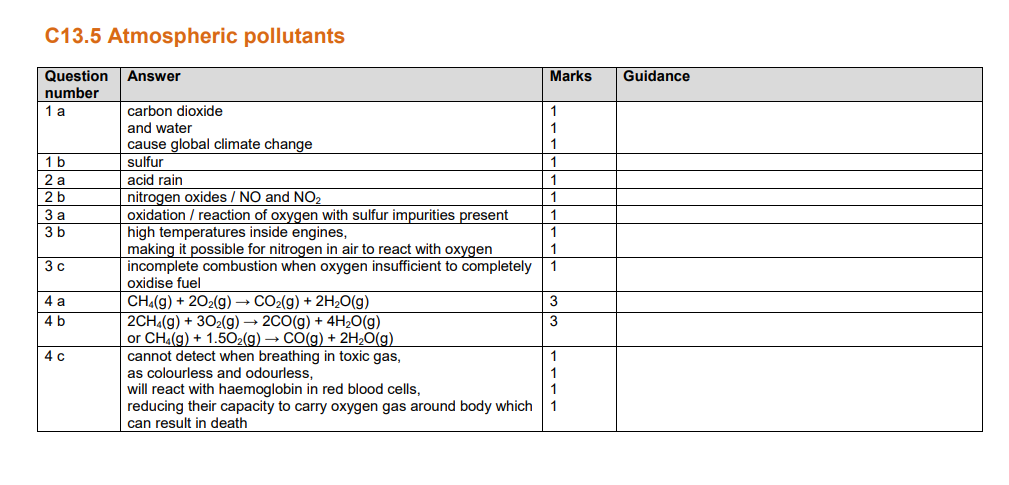 C13.5 Atmospheric pollutants
Question number Answer Marks Guidance
1 a carbon dioxide 1
and water 1
cause global climate change 1
1 b sulfur 1
2 a acid rain 1
2 b nitrogen oxides / NO and NO₂ 1
3 a oxidation / reaction of oxygen with sulfur impurities present 1
3 b high temperatures inside engines, 1
making it possible for nitrogen in air to react with oxygen 1
3 c incomplete combustion when oxygen insufficient to completely 1
oxidise fuel
4 a CH₄(g) + 2O₂(g) → CO₂(g) + 2H₂O(g) 3
4 b 2CH₄(g) + 3O₂(g) → 2CO(g) + 4H₂O(g) 3
or CH₄(g) + 1.5O₂(g) → CO(g) + 2H₂O(g)
4 c cannot detect when breathing in toxic gas, 1
as colourless and odourless, 1
will react with haemoglobin in red blood cells, 1
reducing their capacity to carry oxygen gas around body which 1
can result in death